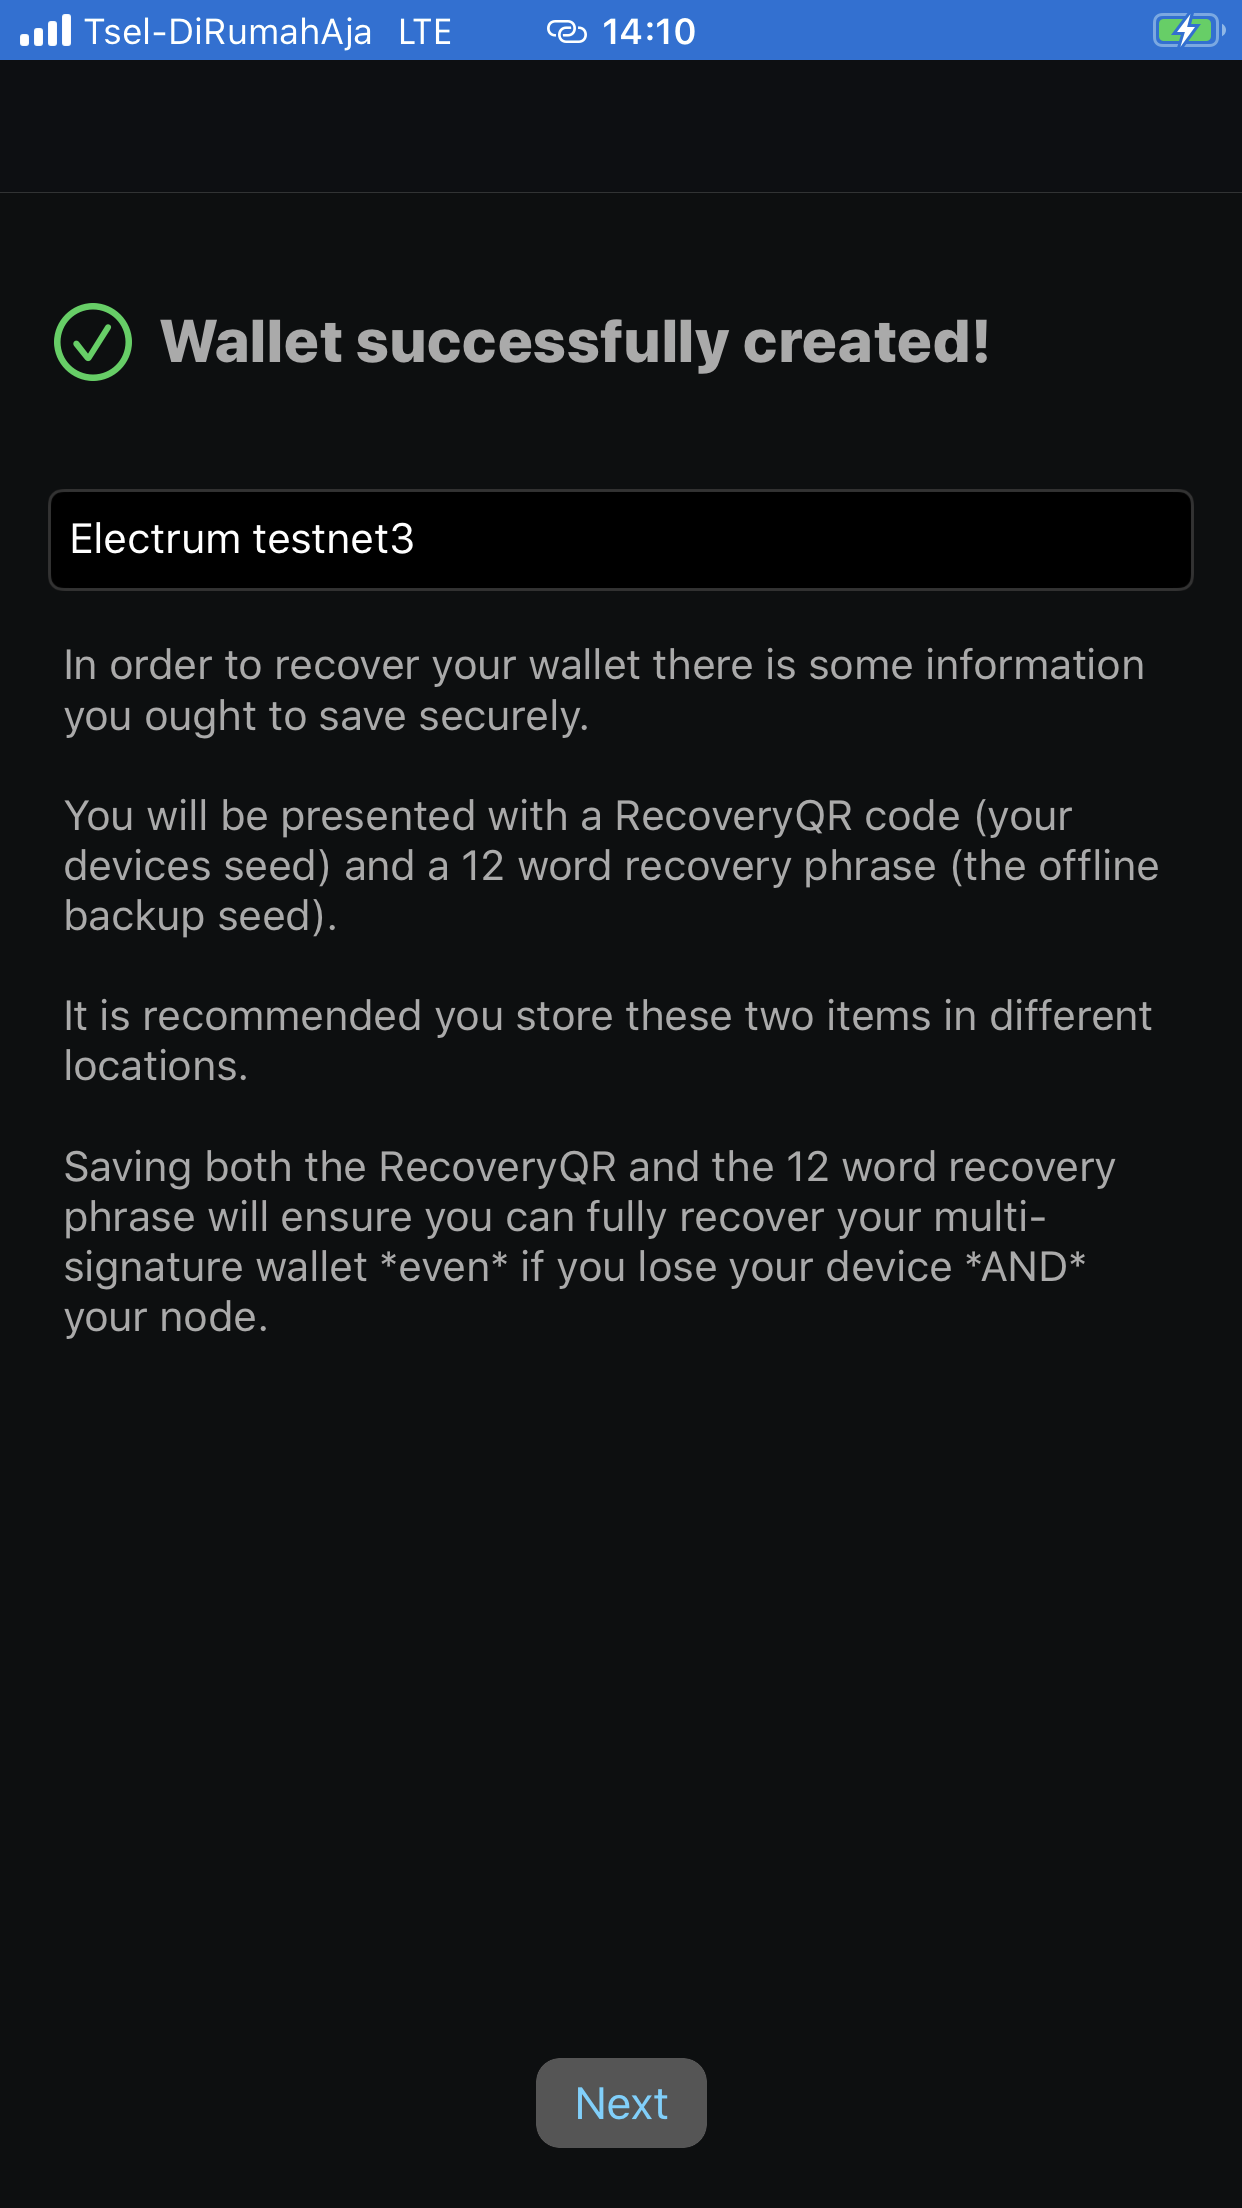 Tsel-DiRumahAja LTE 14:10
Wallet successfully created!
Electrum testnet3
In order to recover your wallet there is some information
you ought to save securely.
You will be presented with a RecoveryQR code (your
devices seed) and a 12 word recovery phrase (the offline
backup seed).
It is recommended you store these two items in different
locations.
Saving both the RecoveryQR and the 12 word recovery
phrase will ensure you can fully recover your multi-
signature wallet *even* if you lose your device *AND*
your node.
Next